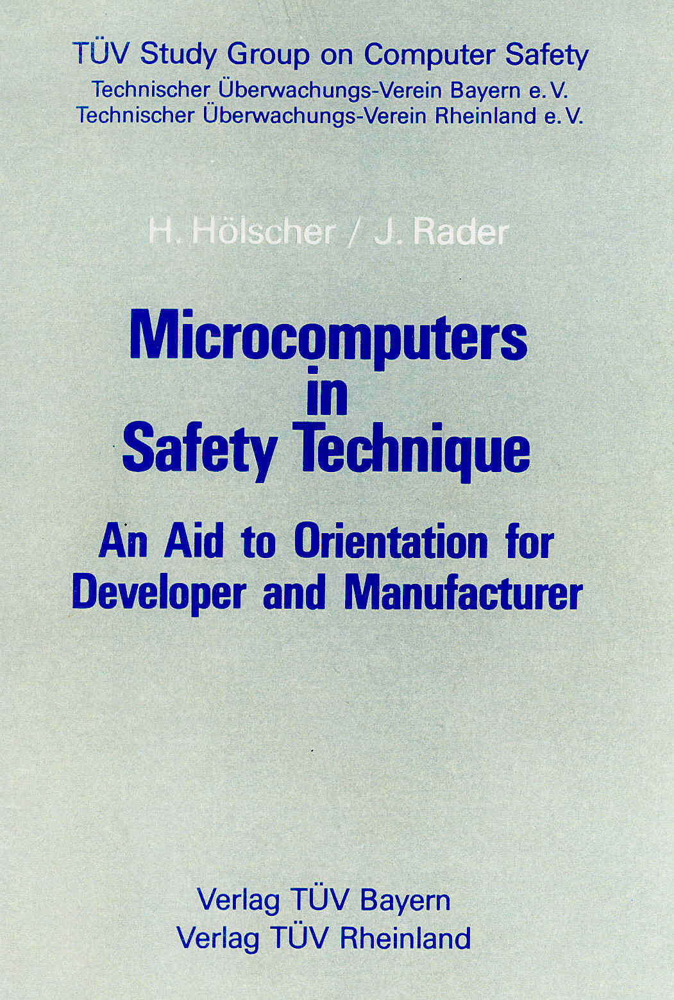 TÜV Study Group on Computer Safety
Technischer Überwachungs-Verein Bayern e. V.
Technischer Überwachungs-Verein Rheinland e. V.
H. Hölscher / J. Rader
Microcomputers
in
Safety Technique
An Aid to Orientation for
Developer and Manufacturer
Verlag TÜV Bayern
Verlag TÜV Rheinland